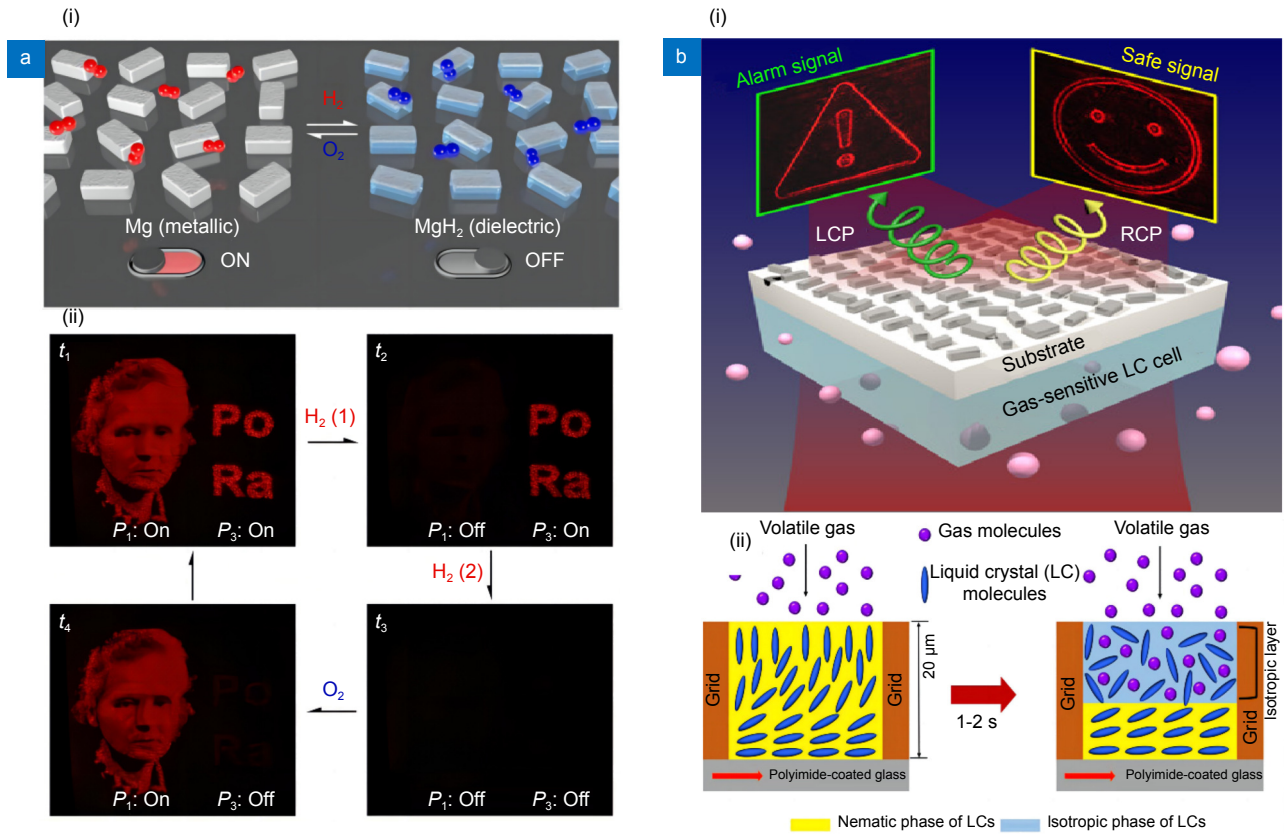 (i)
a
H₂
O₂
Mg (metallic)
MgH₂ (dielectric)
ON
OFF
(ii)
t₁
Po
Ra
P₁: On
P₃: On
H₂ (1)
t₂
Po
Ra
P₁: Off
P₃: On
H₂ (2)
t₄
Po
Ra
P₁: On
P₃: Off
O₂
t₃
P₁: Off
P₃: Off
(i)
b
Alarm signal
Safe signal
!
LCP
RCP
Substrate
Gas-sensitive LC cell
(ii)
Volatile gas
Gas molecules
Liquid crystal (LC)
molecules
Volatile gas
Grid
Grid
20 µm
1-2 s
Grid
Grid
Isotropic layer
Polyimide-coated glass
Polyimide-coated glass
Nematic phase of LCs
Isotropic phase of LCs